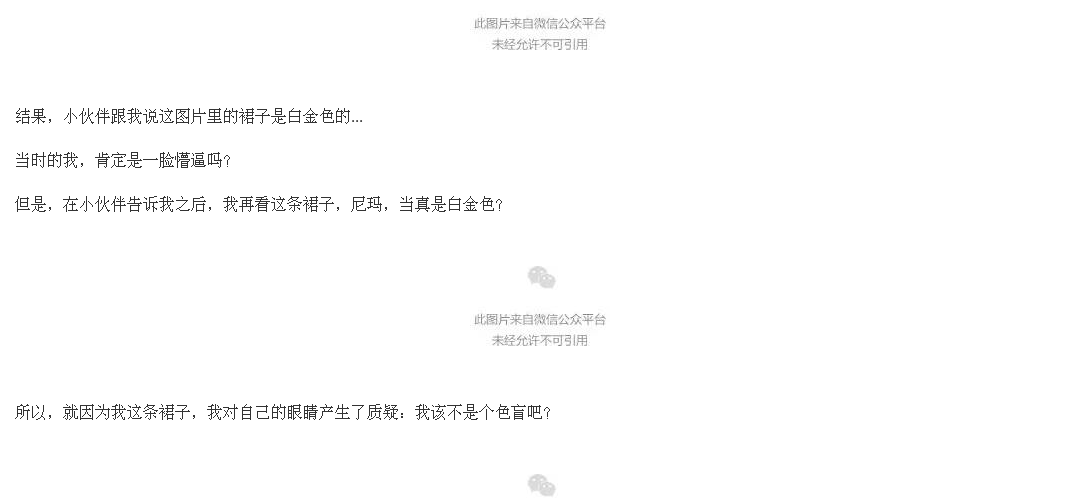 此图片来自微信公众平台
未经允许不可引用
结果，小伙伴跟我说这图片里的裙子是白金色的...
当时的我，肯定是一脸懵逼吗？
但是，在小伙伴告诉我之后，我再看这条裙子，尼玛，当真是白金色？
此图片来自微信公众平台
未经允许不可引用
所以，就因为我这条裙子，我对自己的眼睛产生了质疑：我该不是个色盲吧？